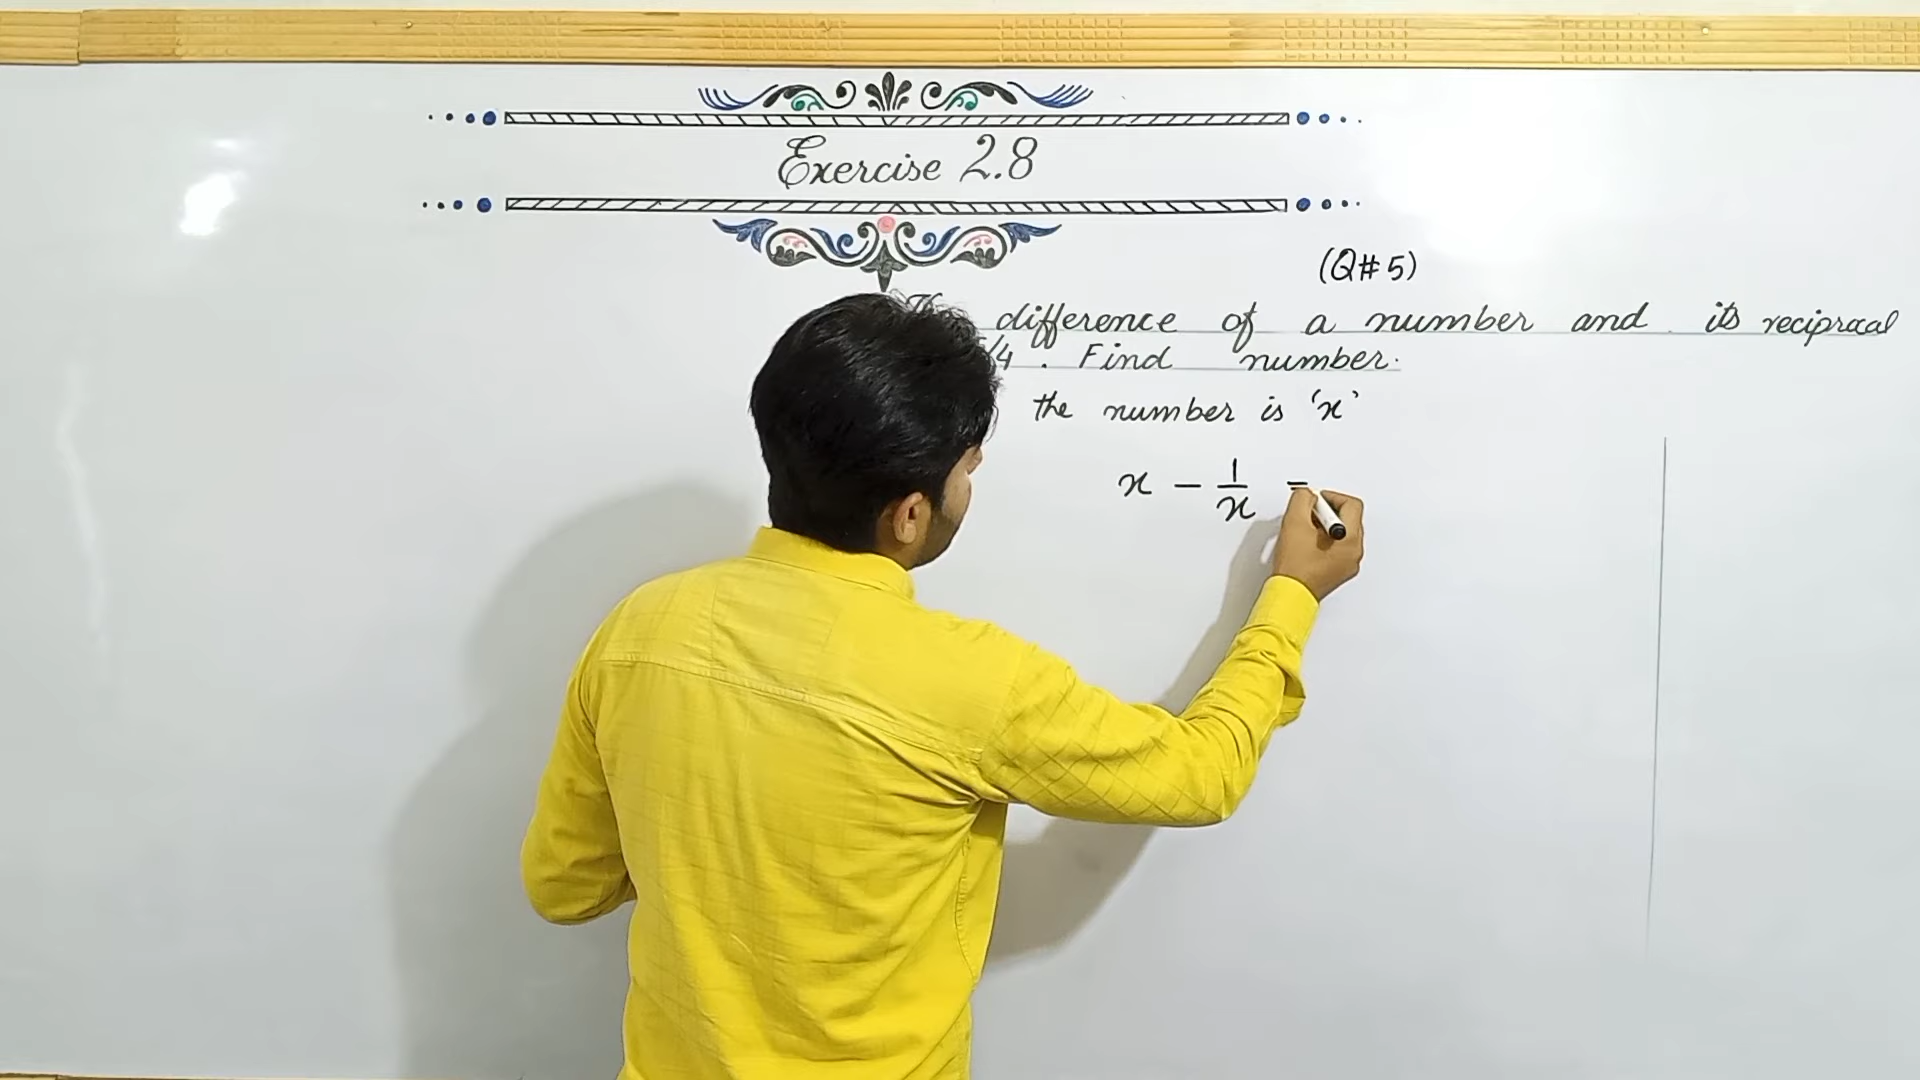 Exercise 2.8
(Q#5)
difference of a number and its reciprocal
/4 . Find number.
the number is 'x'
x - 1/x =